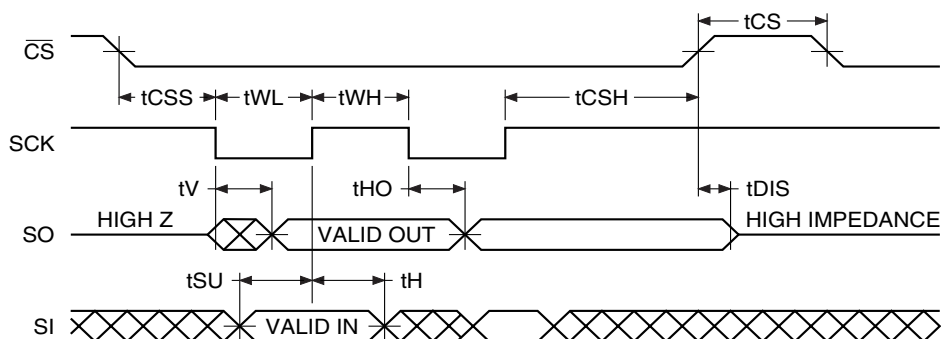 tCS
C̅S̅
tCSS tWL tWH tCSH
SCK
tV tHO tDIS
HIGH Z HIGH IMPEDANCE
SO VALID OUT
tSU tH
SI VALID IN